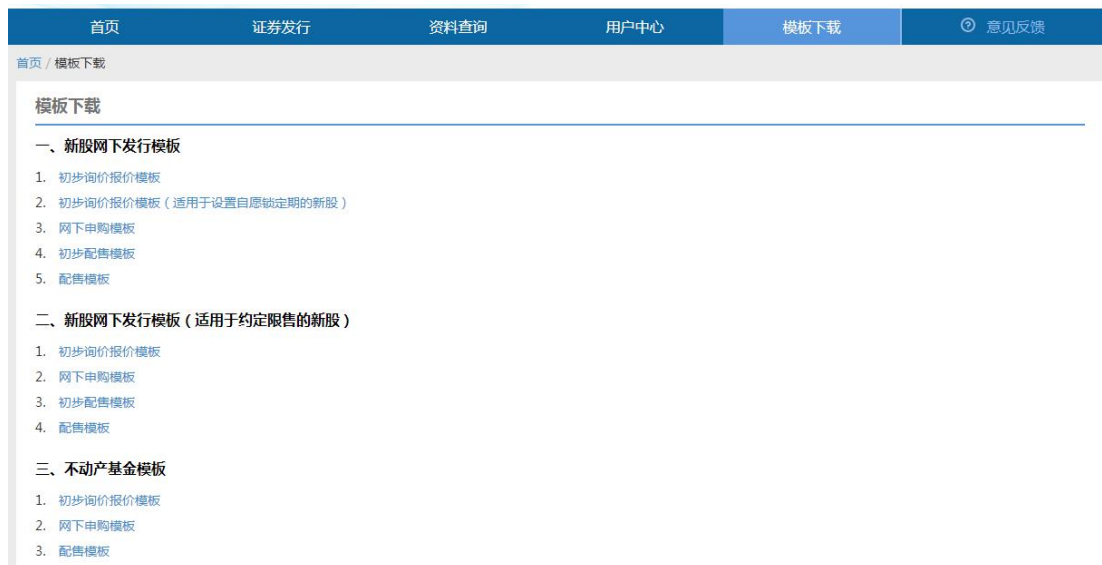 首页 证券发行 资料查询 用户中心 模板下载 意见反馈
首页 / 模板下载
模板下载
一、新股网下发行模板
1. 初步询价报价模板
2. 初步询价报价模板（适用于设置自愿锁定期的新股）
3. 网下申购模板
4. 初步配售模板
5. 配售模板
二、新股网下发行模板（适用于约定限售的新股）
1. 初步询价报价模板
2. 网下申购模板
3. 初步配售模板
4. 配售模板
三、不动产基金模板
1. 初步询价报价模板
2. 网下申购模板
3. 配售模板